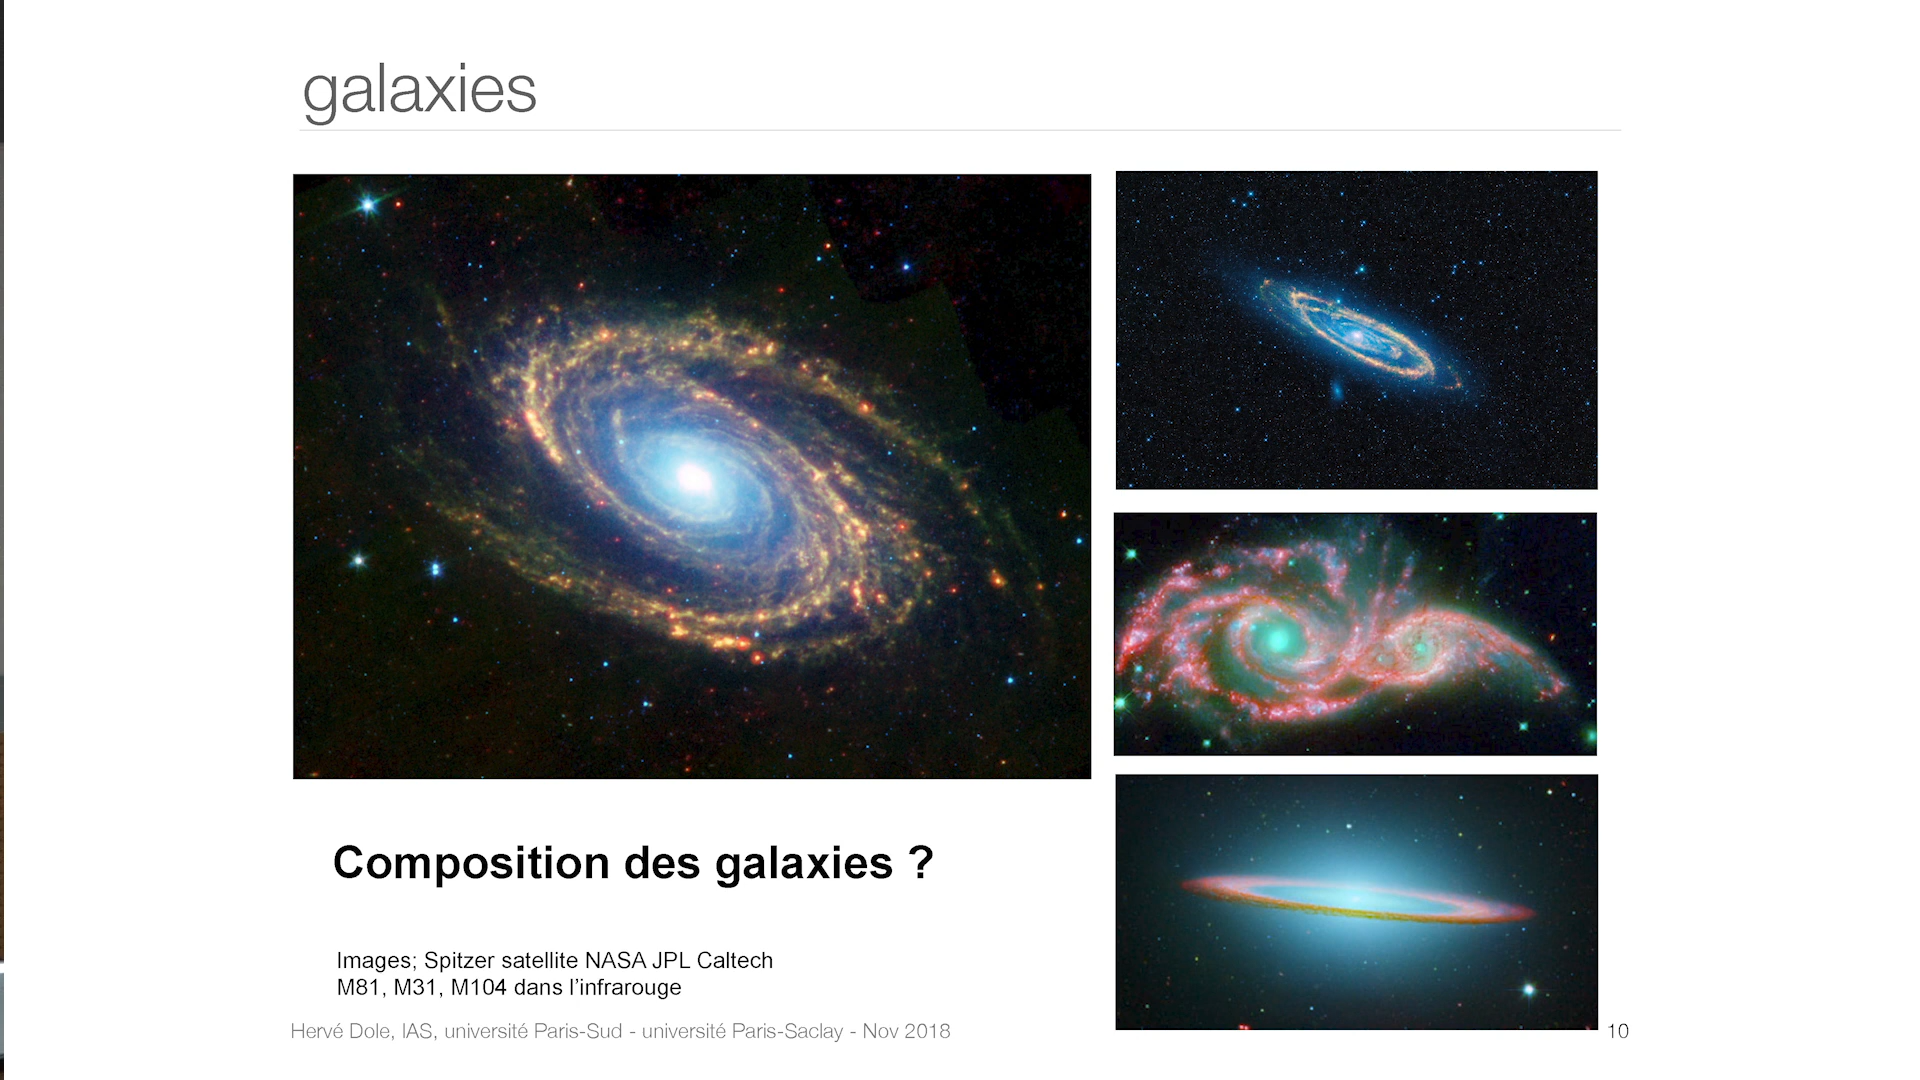 galaxies
Composition des galaxies ?
Images; Spitzer satellite NASA JPL Caltech
M81, M31, M104 dans l'infrarouge
Hervé Dole, IAS, université Paris-Sud - université Paris-Saclay - Nov 2018
10